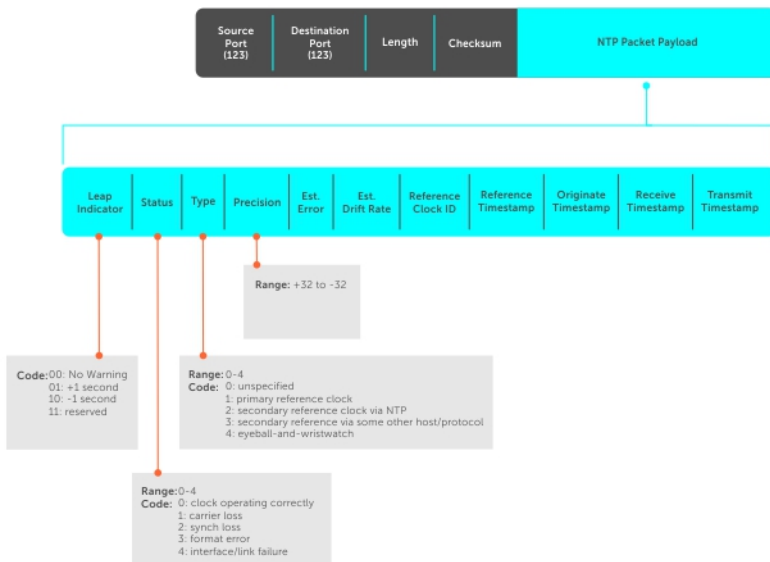 Source
Port
(123)
Destination
Port
(123)
Length
Checksum
NTP Packet Payload
Leap
Indicator
Status
Type
Precision
Est.
Error
Est.
Drift Rate
Reference
Clock ID
Reference
Timestamp
Originate
Timestamp
Receive
Timestamp
Transmit
Timestamp
Range: +32 to -32
Code: 00: No Warning
01: +1 second
10: -1 second
11: reserved
Range: 0-4
Code: 0: unspecified
1: primary reference clock
2: secondary reference clock via NTP
3: secondary reference via some other host/protocol
4: eyeball-and-wristwatch
Range: 0-4
Code: 0: clock operating correctly
1: carrier loss
2: synch loss
3: format error
4: interface/link failure